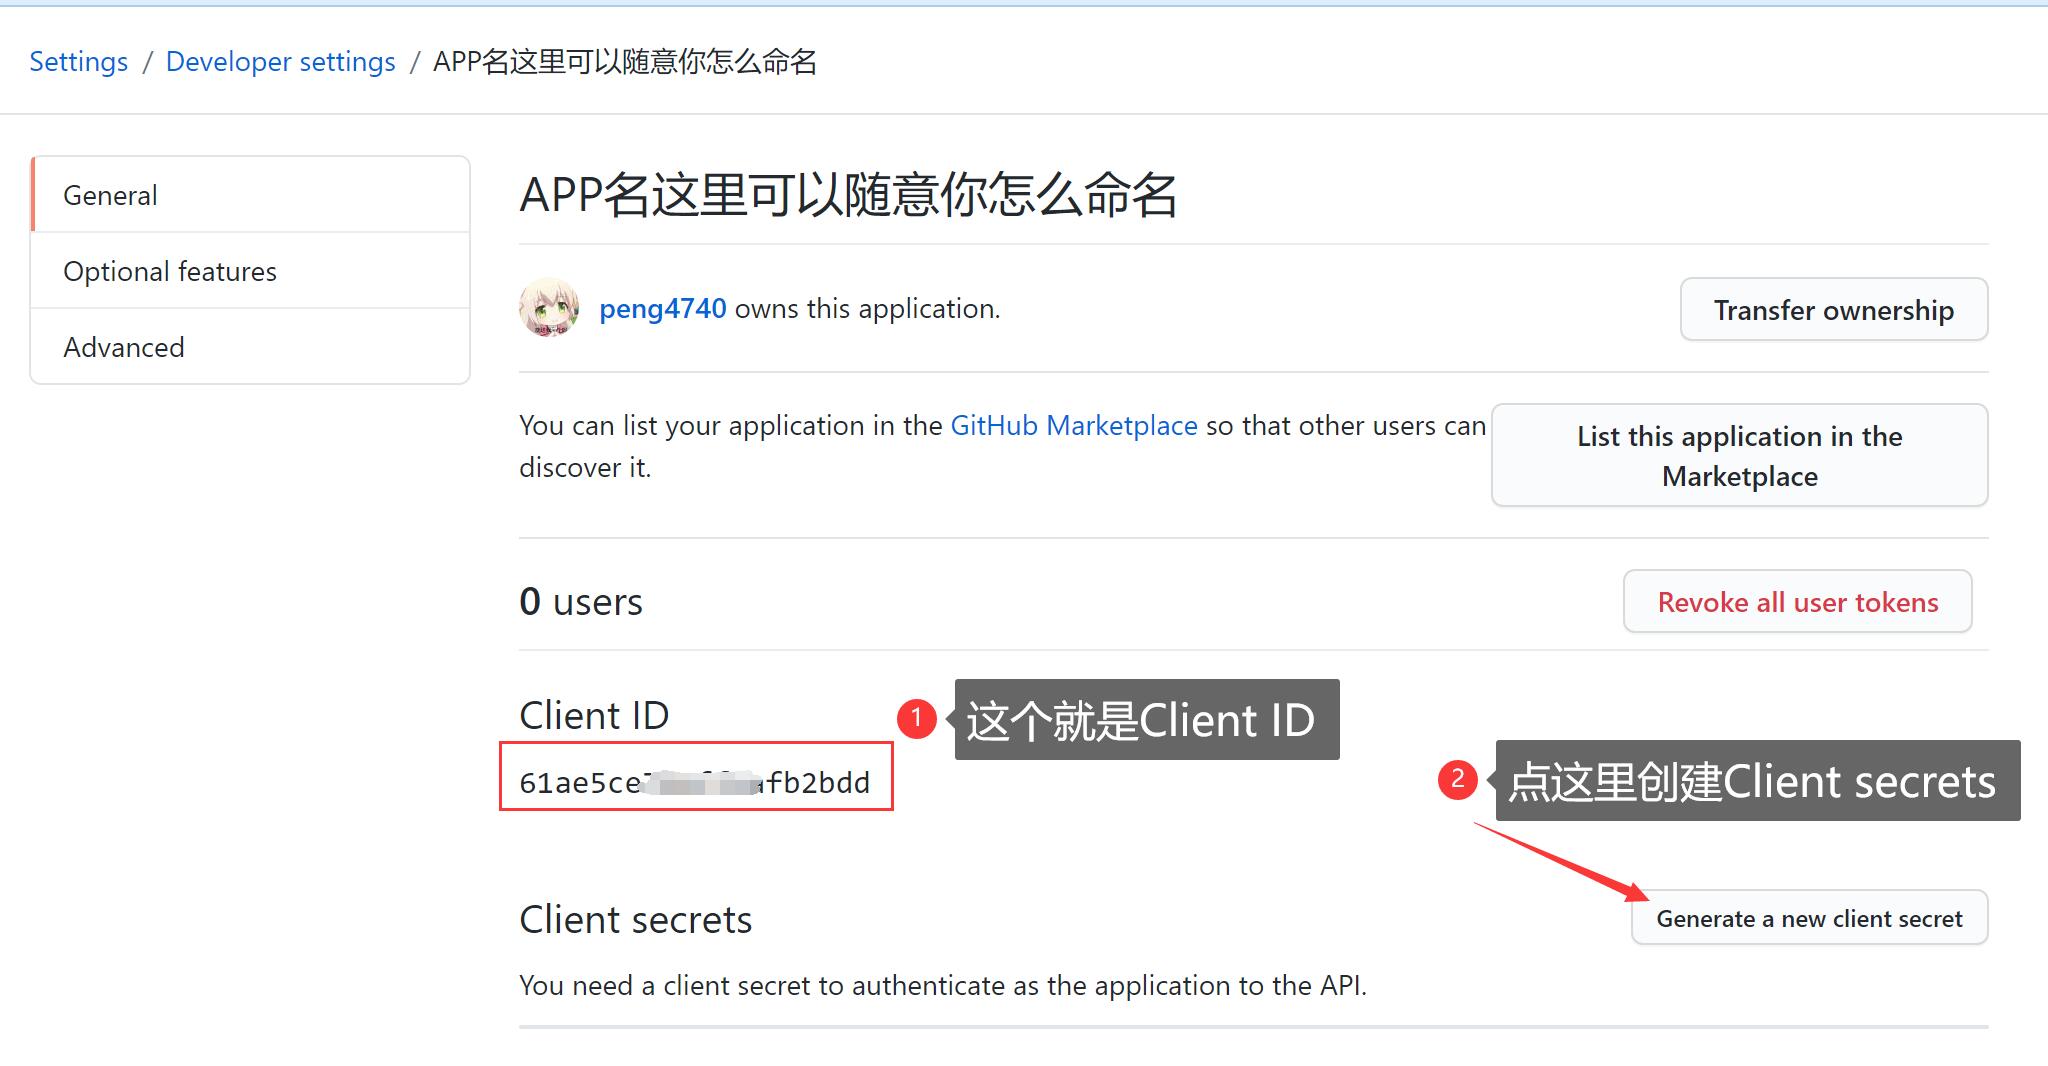 Settings / Developer settings / APP名这里可以随意你怎么命名
General
Optional features
Advanced
APP名这里可以随意你怎么命名
peng4740 owns this application.
Transfer ownership
You can list your application in the GitHub Marketplace so that other users can
discover it.
List this application in the
Marketplace
0 users
Revoke all user tokens
Client ID
1 这个就是Client ID
61ae5ce fb2bdd
2 点这里创建Client secrets
Client secrets
Generate a new client secret
You need a client secret to authenticate as the application to the API.